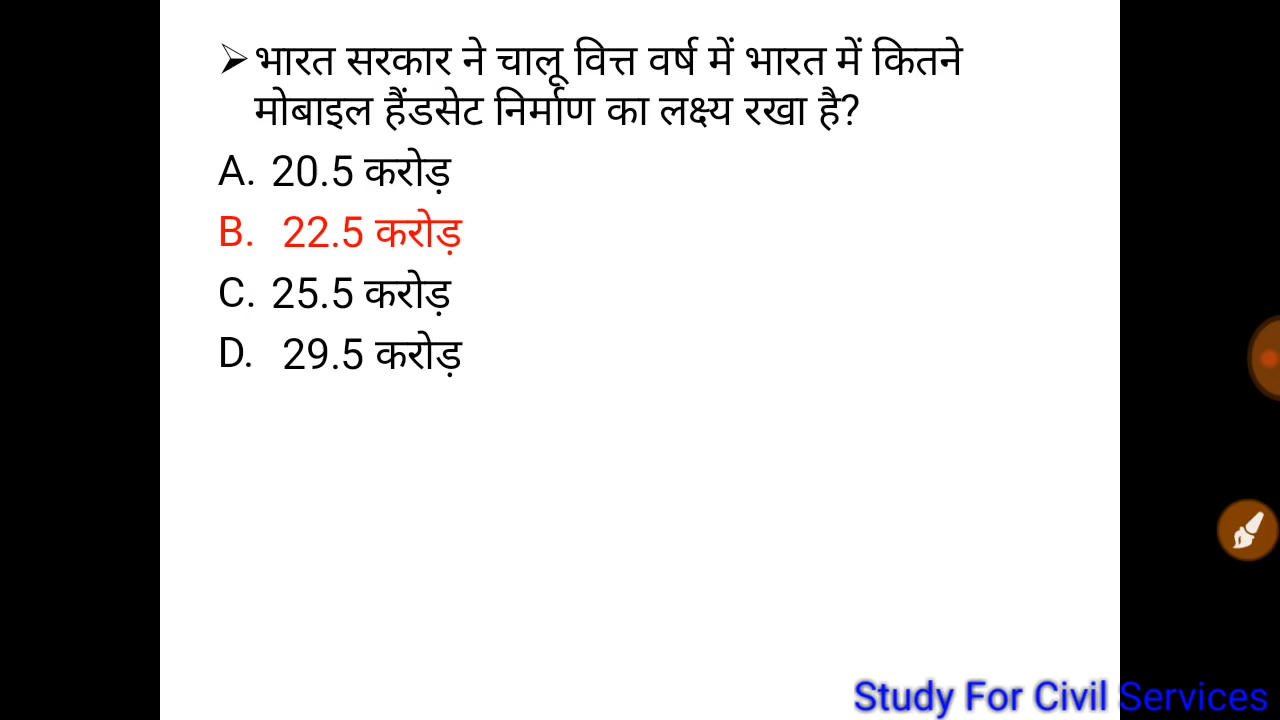 ➢भारत सरकार ने चालू वित्त वर्ष में भारत में कितने
मोबाइल हैंडसेट निर्माण का लक्ष्य रखा है?
A. 20.5 करोड़
B. 22.5 करोड़
C. 25.5 करोड़
D. 29.5 करोड़
Study For Civil Services